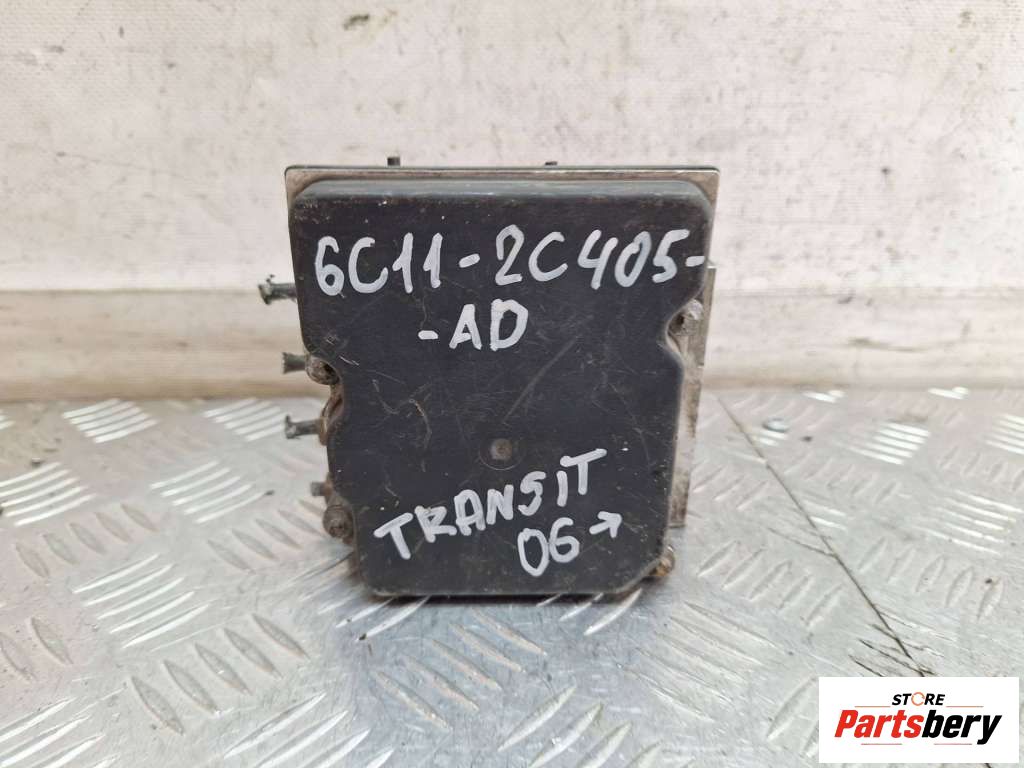 6C11-2C405-
-AD
TRANSIT
06→
STORE
Partsbery